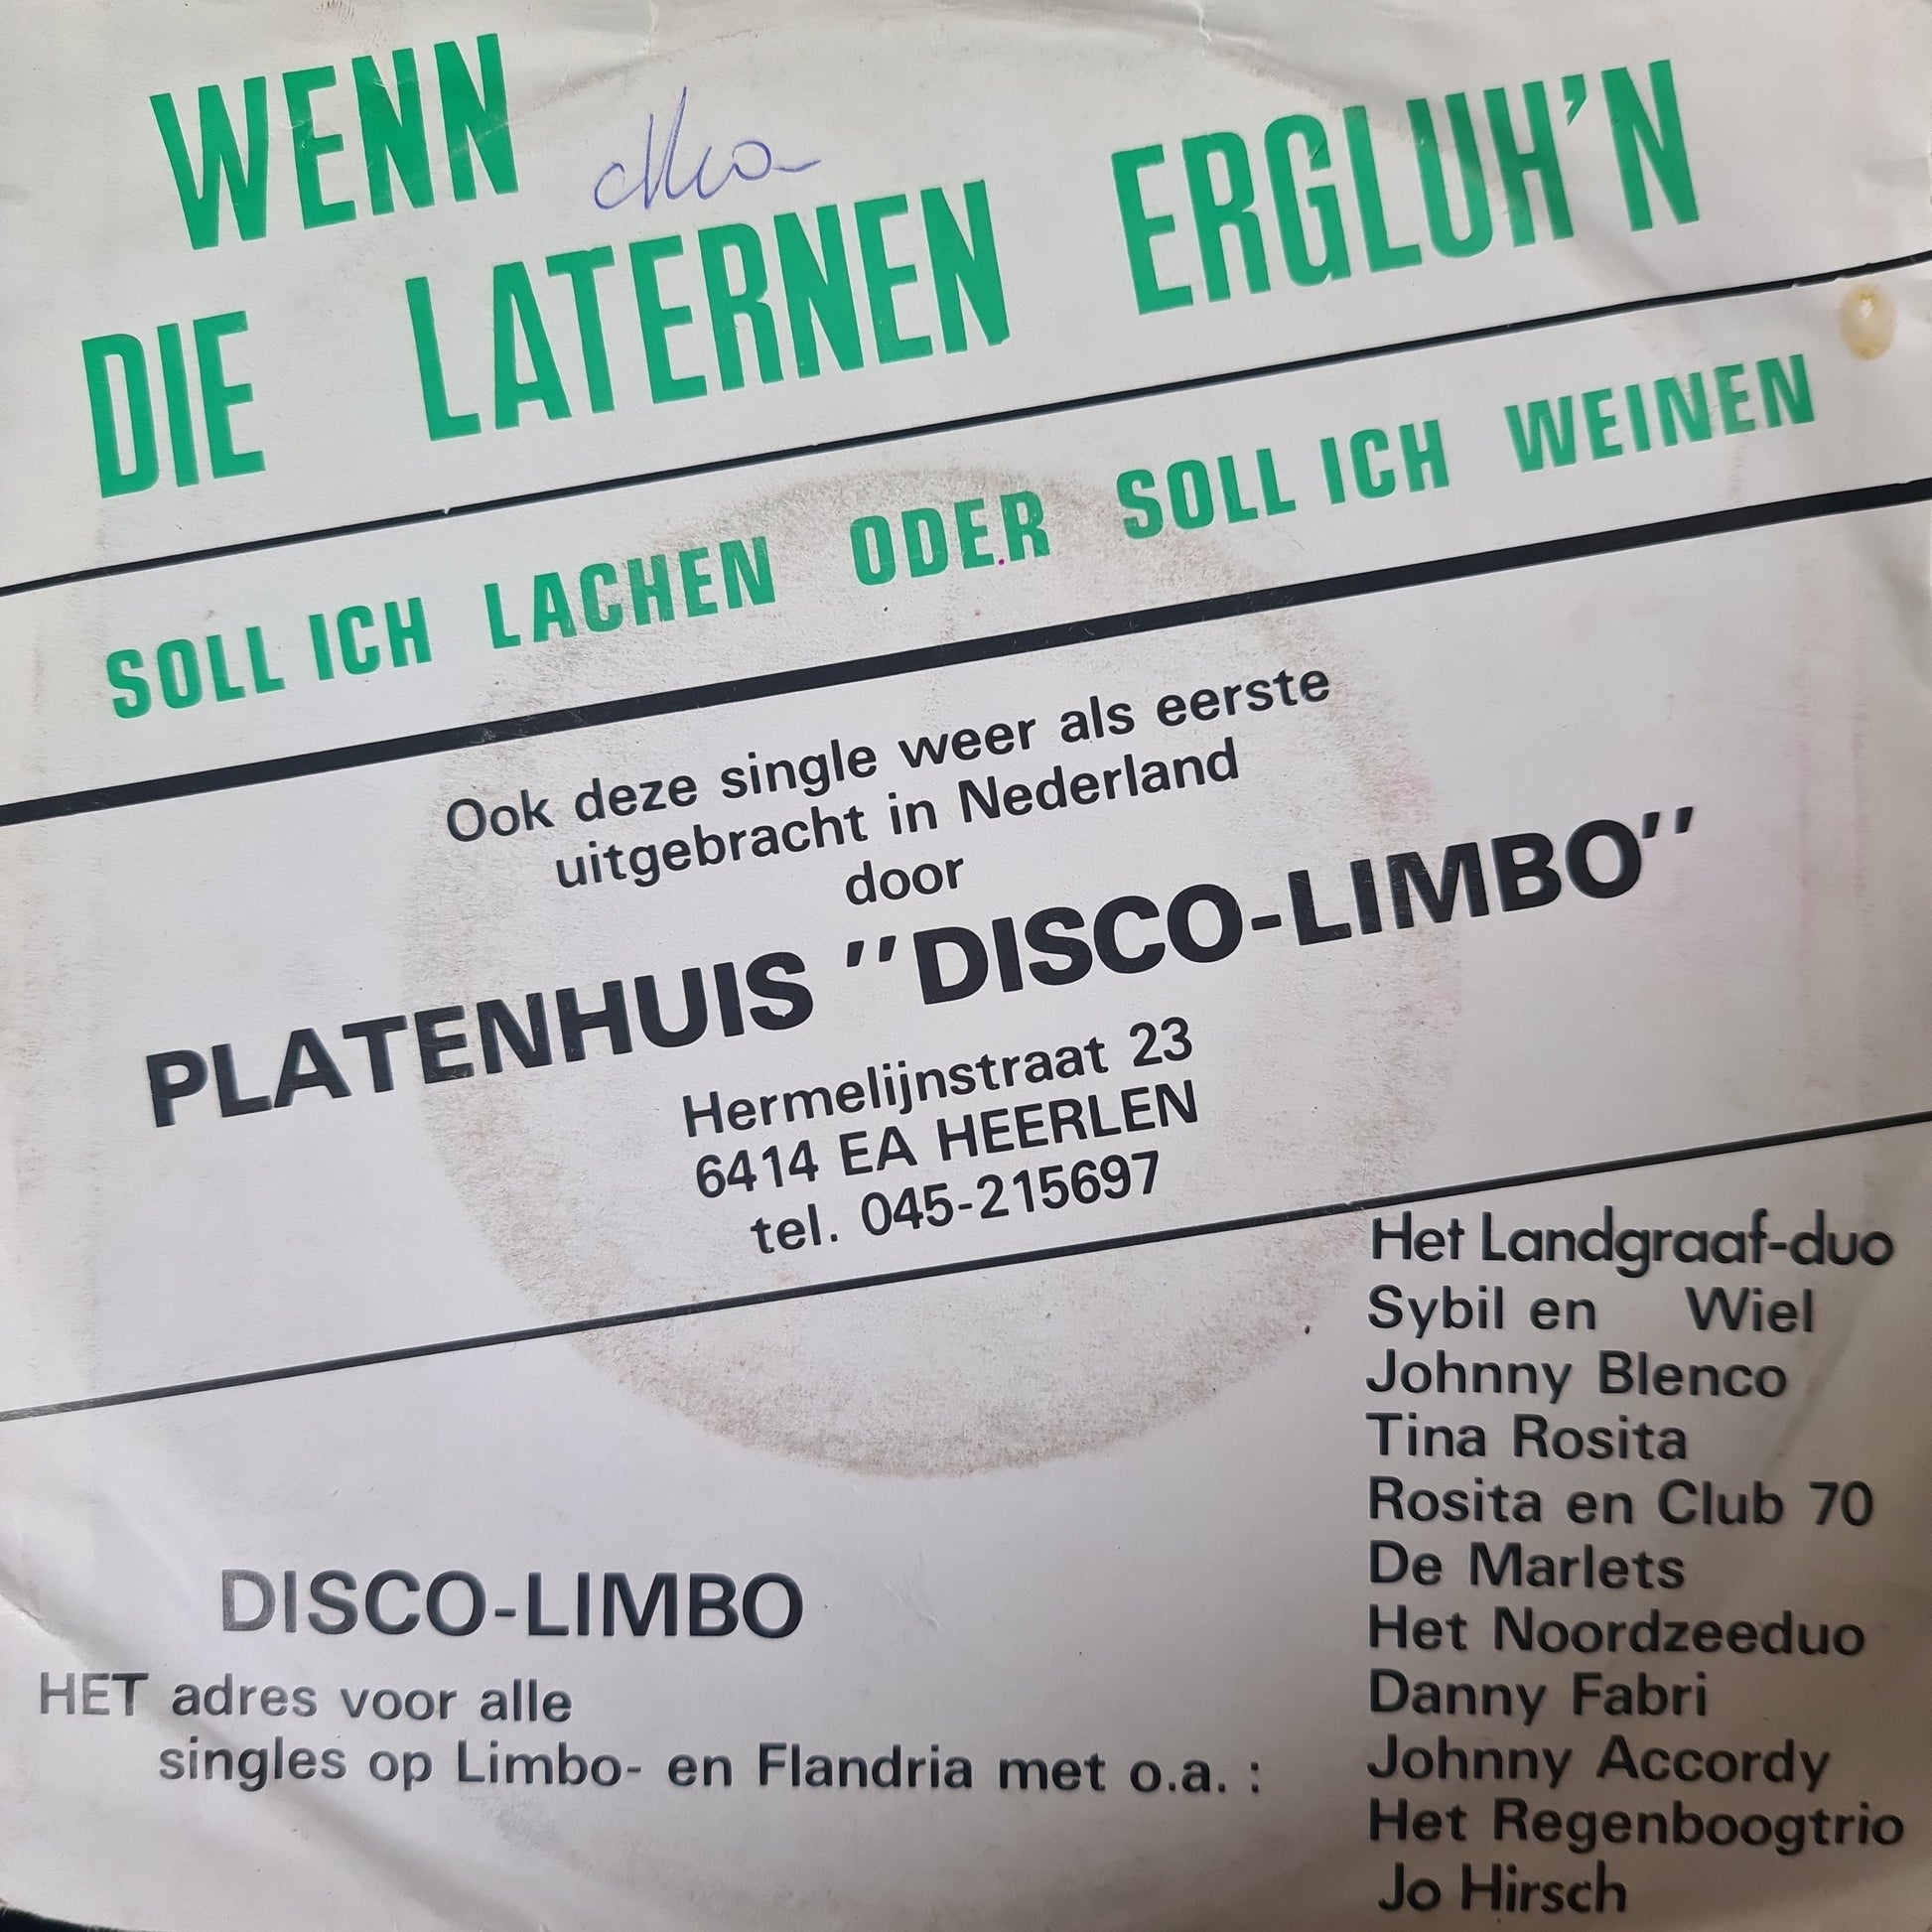 WENN
DIE LATERNEN ERGLUH'N
SOLL ICH LACHEN ODER SOLL ICH WEINEN
Ook deze single weer als eerste
uitgebracht in Nederland
door
PLATENHUIS "DISCO-LIMBO"
Hermelijnstraat 23
6414 EA HEERLEN
tel. 045-215697
DISCO-LIMBO
HET adres voor alle
singles op Limbo- en Flandria met o.a. :
Het Landgraaf-duo
Sybil en Wiel
Johnny Blenco
Tina Rosita
Rosita en Club 70
De Marlets
Het Noordzeeduo
Danny Fabri
Johnny Accordy
Het Regenboogtrio
Jo Hirsch